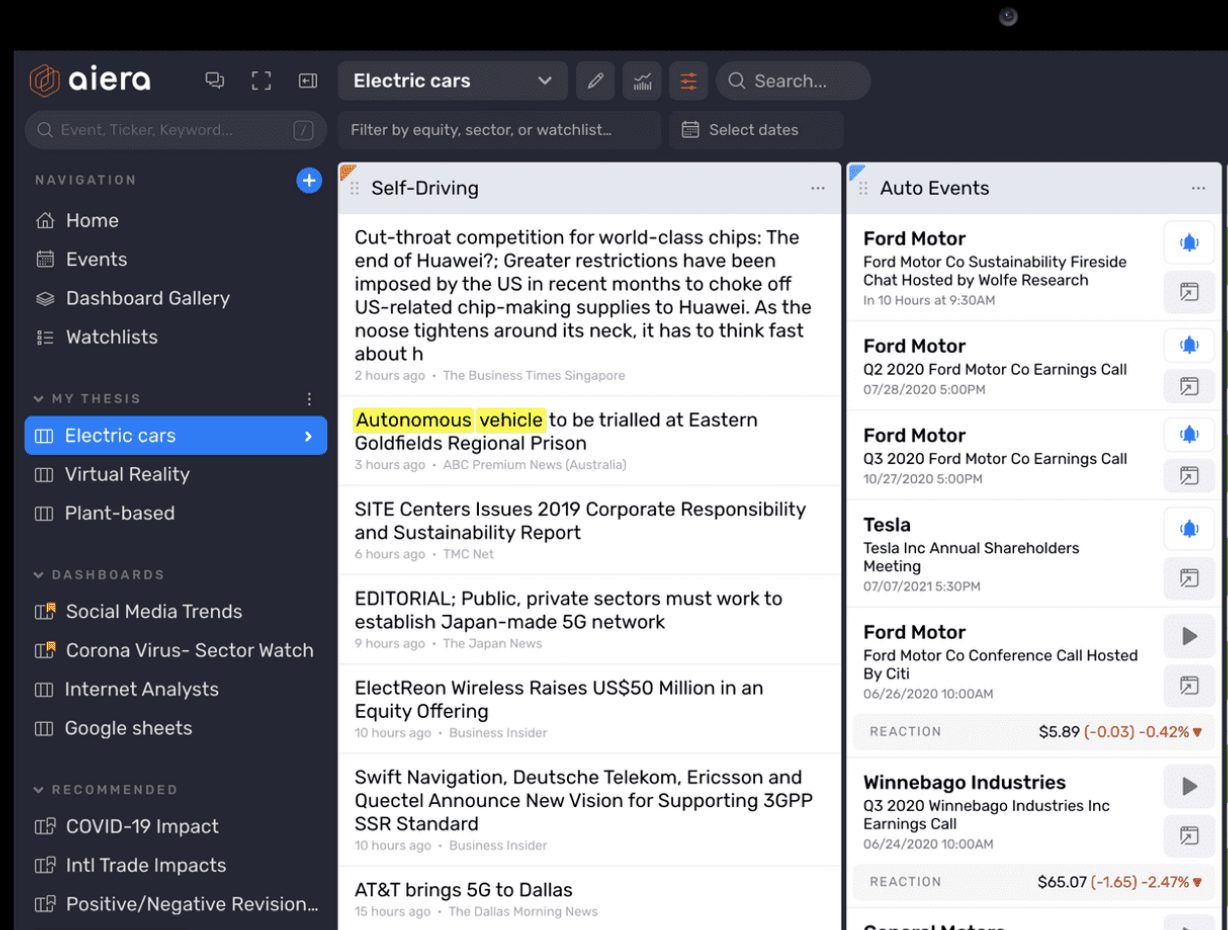 aiera
Electric cars
Search...
Event, Ticker, Keyword...
/
Filter by equity, sector, or watchlist...
Select dates
NAVIGATION
Home
Events
Dashboard Gallery
Watchlists
MY THESIS
Electric cars
Virtual Reality
Plant-based
DASHBOARDS
Social Media Trends
Corona Virus- Sector Watch
Internet Analysts
Google sheets
RECOMMENDED
COVID-19 Impact
Intl Trade Impacts
Positive/Negative Revision...
Self-Driving
Cut-throat competition for world-class chips: The
end of Huawei?; Greater restrictions have been
imposed by the US in recent months to choke off
US-related chip-making supplies to Huawei. As the
noose tightens around its neck, it has to think fast
about h
2 hours ago • The Business Times Singapore
Autonomous vehicle to be trialled at Eastern
Goldfields Regional Prison
3 hours ago • ABC Premium News (Australia)
SITE Centers Issues 2019 Corporate Responsibility
and Sustainability Report
6 hours ago • TMC Net
EDITORIAL; Public, private sectors must work to
establish Japan-made 5G network
9 hours ago • The Japan News
ElectReon Wireless Raises US$50 Million in an
Equity Offering
10 hours ago • Business Insider
Swift Navigation, Deutsche Telekom, Ericsson and
Quectel Announce New Vision for Supporting 3GPP
SSR Standard
10 hours ago • Business Insider
AT&T brings 5G to Dallas
15 hours ago • The Dallas Morning News
Auto Events
Ford Motor
Ford Motor Co Sustainability Fireside
Chat Hosted by Wolfe Research
In 10 Hours at 9:30AM
Ford Motor
Q2 2020 Ford Motor Co Earnings Call
07/28/2020 5:00PM
Ford Motor
Q3 2020 Ford Motor Co Earnings Call
10/27/2020 5:00PM
Tesla
Tesla Inc Annual Shareholders
Meeting
07/07/2021 5:30PM
Ford Motor
Ford Motor Co Conference Call Hosted
By Citi
06/26/2020 10:00AM
REACTION $5.89 (-0.03) -0.42%
Winnebago Industries
Q3 2020 Winnebago Industries Inc
Earnings Call
06/24/2020 10:00AM
REACTION $65.07 (-1.65) -2.47%
General Motors